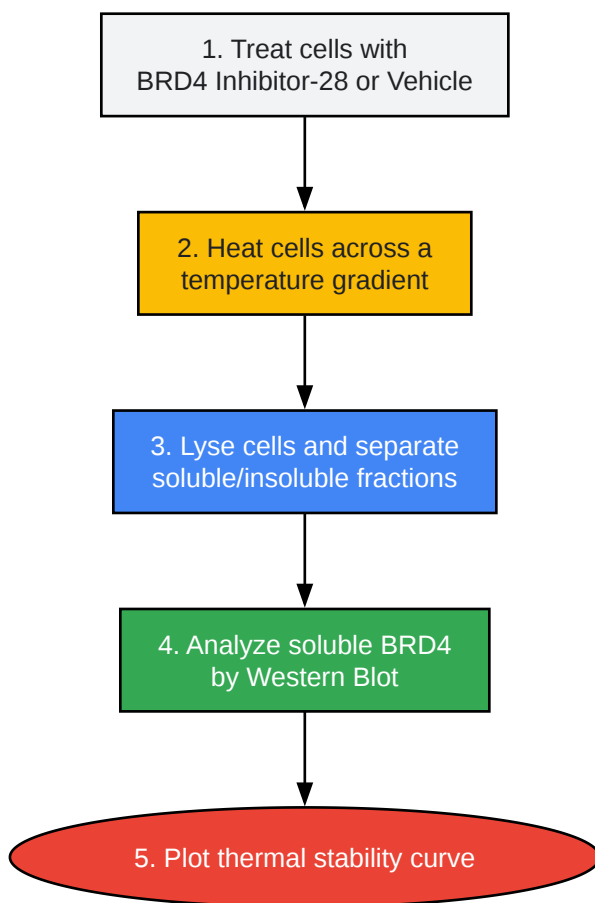 1. Treat cells with
BRD4 Inhibitor-28 or Vehicle
2. Heat cells across a
temperature gradient
3. Lyse cells and separate
soluble/insoluble fractions
4. Analyze soluble BRD4
by Western Blot
5. Plot thermal stability curve